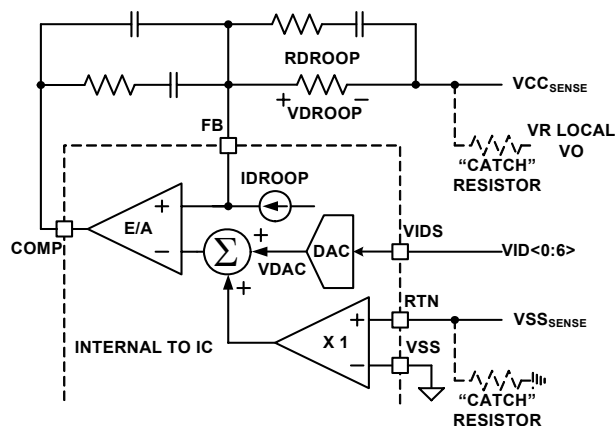 RDROOP
VCCSENSE
+ VDROOP −
FB
VR LOCAL
VO
"CATCH"
RESISTOR
IDROOP
+
E/A
−
COMP
Σ
+
+
VDAC
DAC
VIDS
VID<0:6>
RTN
VSSSENSE
+
X 1
−
VSS
INTERNAL TO IC
"CATCH"
RESISTOR